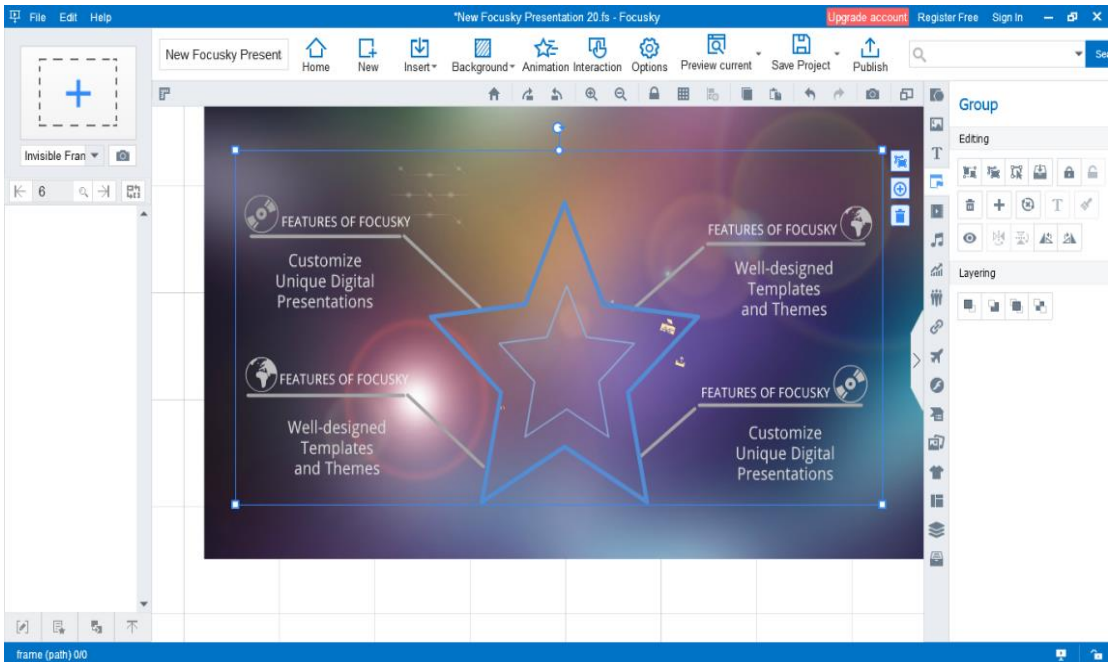 File Edit Help
*New Focusky Presentation 20.fs - Focusky
Upgrade account Register Free Sign In
New Focusky Present
Home New Insert Background Animation Interaction Options Preview current Save Project Publish
Sea
Invisible Fran
6
Group
Editing
Layering
FEATURES OF FOCUSKY
Customize
Unique Digital
Presentations
FEATURES OF FOCUSKY
Well-designed
Templates
and Themes
FEATURES OF FOCUSKY
Well-designed
Templates
and Themes
FEATURES OF FOCUSKY
Customize
Unique Digital
Presentations
frame (path) 0/0